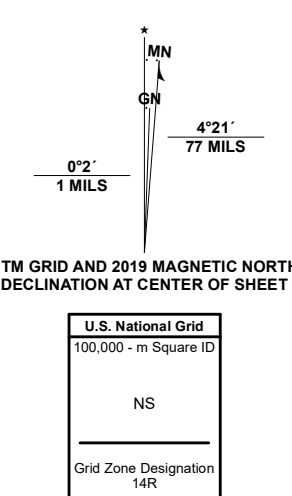 MN
GN
4°21´
77 MILS
0°2´
1 MILS
TM GRID AND 2019 MAGNETIC NORTH
DECLINATION AT CENTER OF SHEET
U.S. National Grid
100,000 - m Square ID
NS
Grid Zone Designation
14R